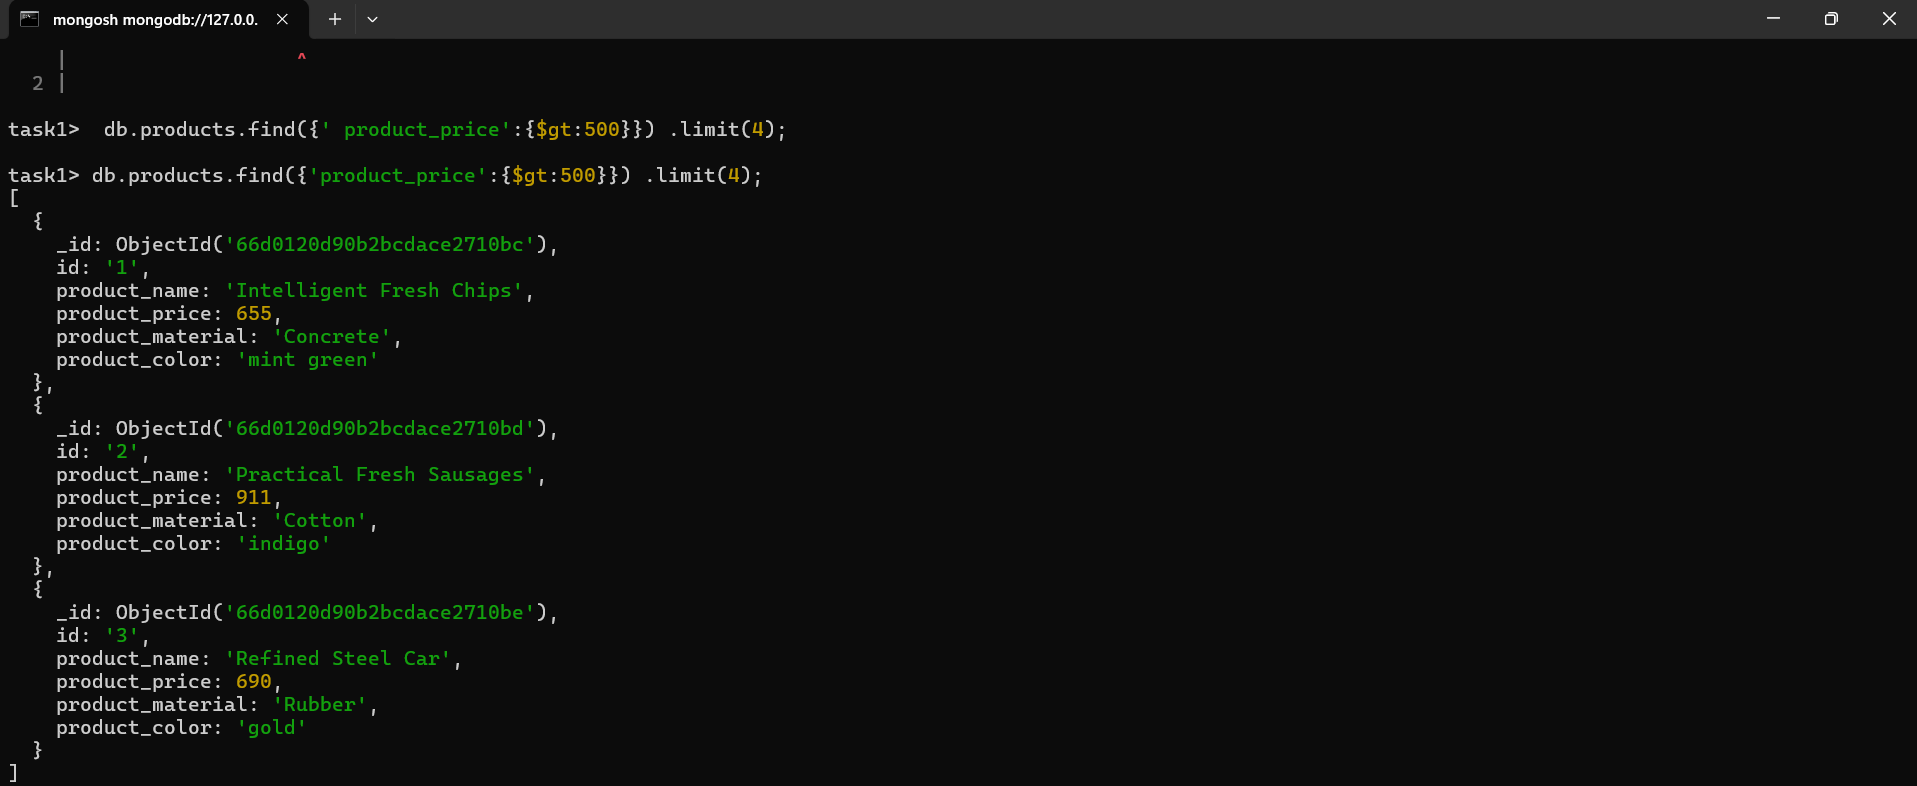 mongosh mongodb://127.0.0.
|                    ^
2 |
task1>  db.products.find({' product_price':{$gt:500}}) .limit(4);
task1> db.products.find({'product_price':{$gt:500}}) .limit(4);
[
  {
    _id: ObjectId('66d0120d90b2bcdace2710bc'),
    id: '1',
    product_name: 'Intelligent Fresh Chips',
    product_price: 655,
    product_material: 'Concrete',
    product_color: 'mint green'
  },
  {
    _id: ObjectId('66d0120d90b2bcdace2710bd'),
    id: '2',
    product_name: 'Practical Fresh Sausages',
    product_price: 911,
    product_material: 'Cotton',
    product_color: 'indigo'
  },
  {
    _id: ObjectId('66d0120d90b2bcdace2710be'),
    id: '3',
    product_name: 'Refined Steel Car',
    product_price: 690,
    product_material: 'Rubber',
    product_color: 'gold'
  }
]